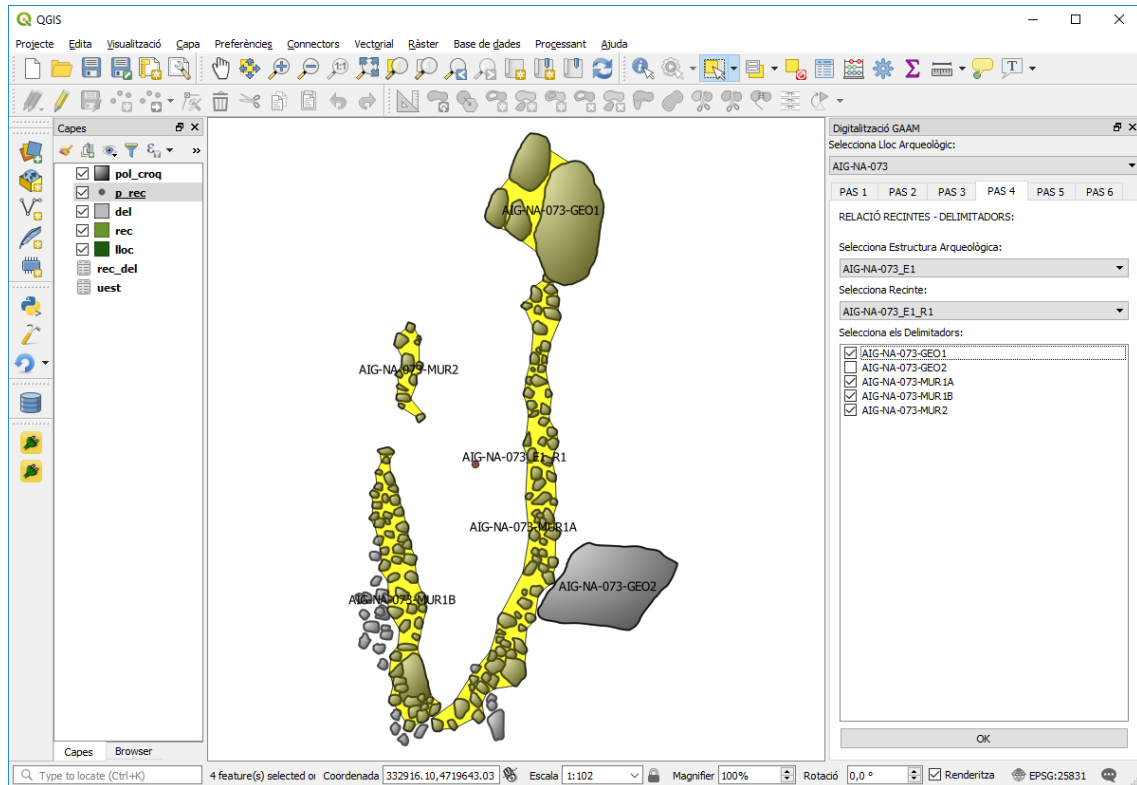 QGIS
Projecte Edita Visualització Capa Preferències Connectors Vectorial Ràster Base de dades Processant Ajuda
Capes
pol_croq
p_rec
del
rec
lloc
rec_del
uest
Capes Browser
AIG-NA-073-GEO1
AIG-NA-073-MUR2
AIG-NA-073_E1_R1
AIG-NA-073-MUR1A
AIG-NA-073-GEO2
AIG-NA-073-MUR1B
Digitalització GAAM
Selecciona Lloc Arqueològic:
AIG-NA-073
PAS 1 PAS 2 PAS 3 PAS 4 PAS 5 PAS 6
RELACIÓ RECINTES - DELIMITADORS:
Selecciona Estructura Arqueològica:
AIG-NA-073_E1
Selecciona Recinte:
AIG-NA-073_E1_R1
Selecciona els Delimitadors:
AIG-NA-073-GEO1
AIG-NA-073-GEO2
AIG-NA-073-MUR1A
AIG-NA-073-MUR1B
AIG-NA-073-MUR2
OK
Type to locate (Ctrl+K) 4 feature(s) selected Coordenada 332916.10,4719643.03 Escala 1:102 Magnifier 100% Rotació 0,0 ° Renderitza EPSG:25831